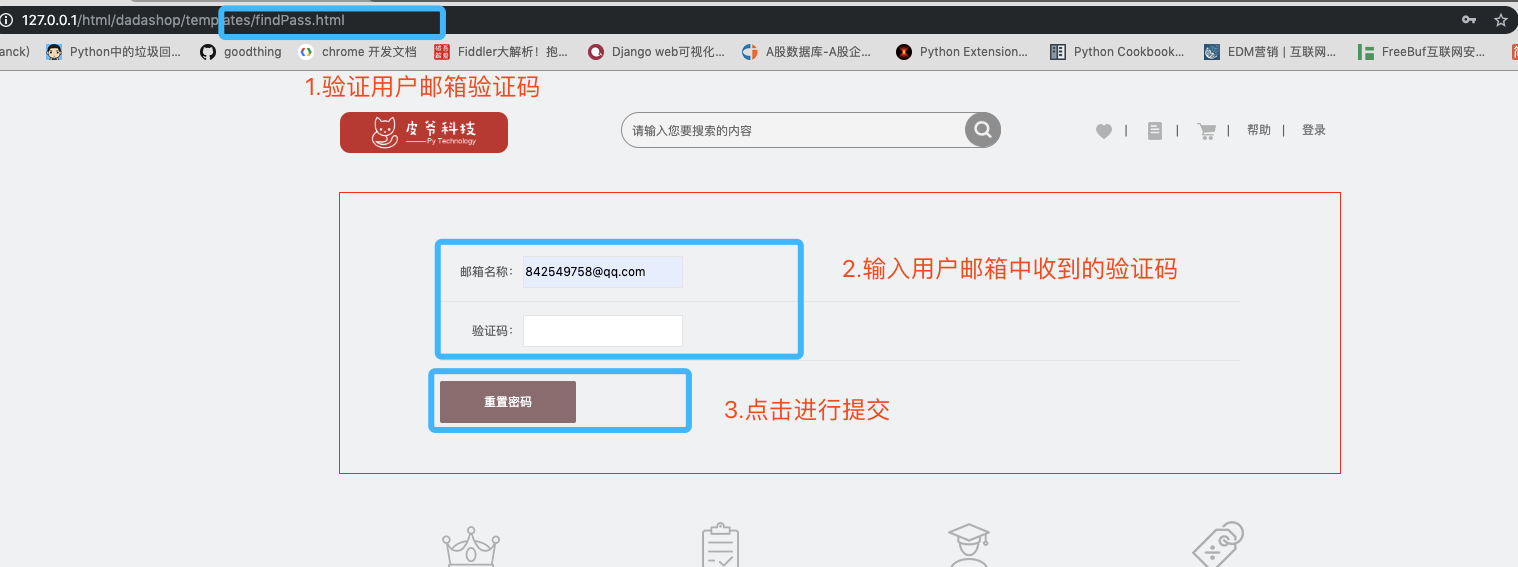 127.0.0.1/html/dadashop/templates/findPass.html
anck) Python中的垃圾回... goodthing chrome 开发文档 Fiddler大解析！抱... Django web可视化... A股数据库-A股企... Python Extension... Python Cookbook... EDM营销 | 互联网... FreeBuf互联网安...
1.验证用户邮箱验证码
皮爷科技
Py Technology
请输入您要搜索的内容
| | | 帮助 | 登录
邮箱名称： 842549758@qq.com
2.输入用户邮箱中收到的验证码
验证码：
重置密码
3.点击进行提交